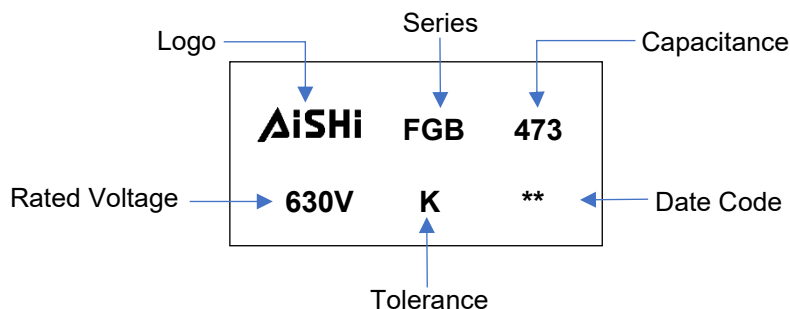 Series
Logo
Capacitance
AiSHi FGB 473
Rated Voltage
630V K **
Date Code
Tolerance